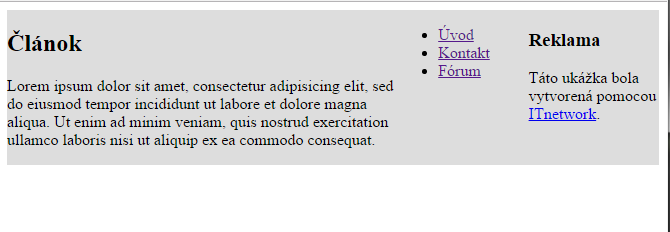 Článok
Lorem ipsum dolor sit amet, consectetur adipisicing elit, sed
do eiusmod tempor incididunt ut labore et dolore magna
aliqua. Ut enim ad minim veniam, quis nostrud exercitation
ullamco laboris nisi ut aliquip ex ea commodo consequat.
Úvod
Kontakt
Fórum
Reklama
Táto ukážka bola
vytvorená pomocou
ITnetwork.